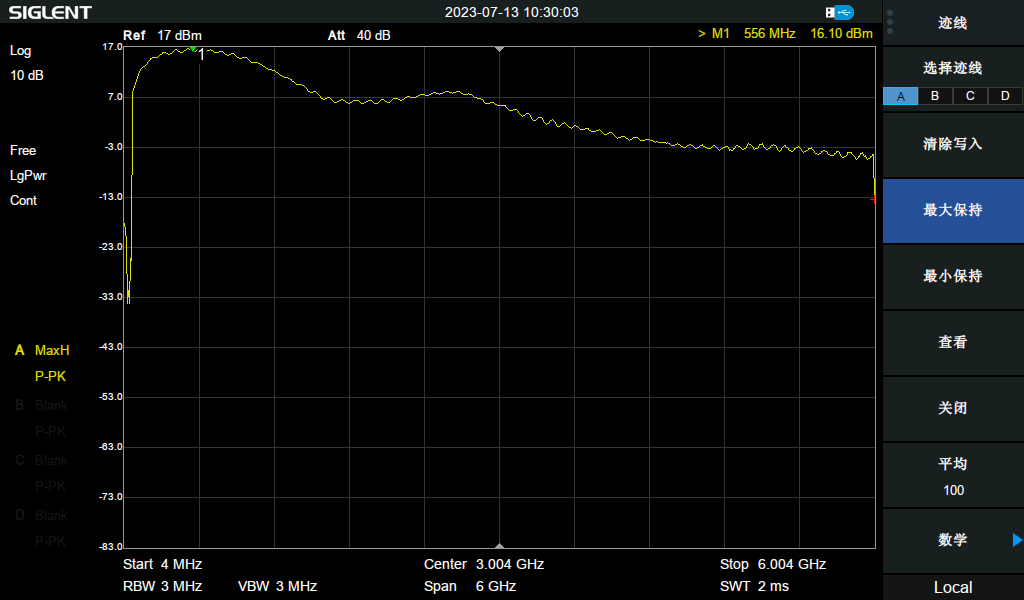 SIGLENT 2023-07-13 10:30:03
Ref 17 dBm Att 40 dB > M1 556 MHz 16.10 dBm
Log
10 dB
Free
LgPwr
Cont
A MaxH
P-PK
B Blank
P-PK
C Blank
P-PK
D Blank
P-PK
17.0
7.0
-3.0
-13.0
-23.0
-33.0
-43.0
-53.0
-63.0
-73.0
-83.0
1
Start 4 MHz Center 3.004 GHz Stop 6.004 GHz
RBW 3 MHz VBW 3 MHz Span 6 GHz SWT 2 ms
迹线
选择迹线
A B C D
清除写入
最大保持
最小保持
查看
关闭
平均
100
数学
Local